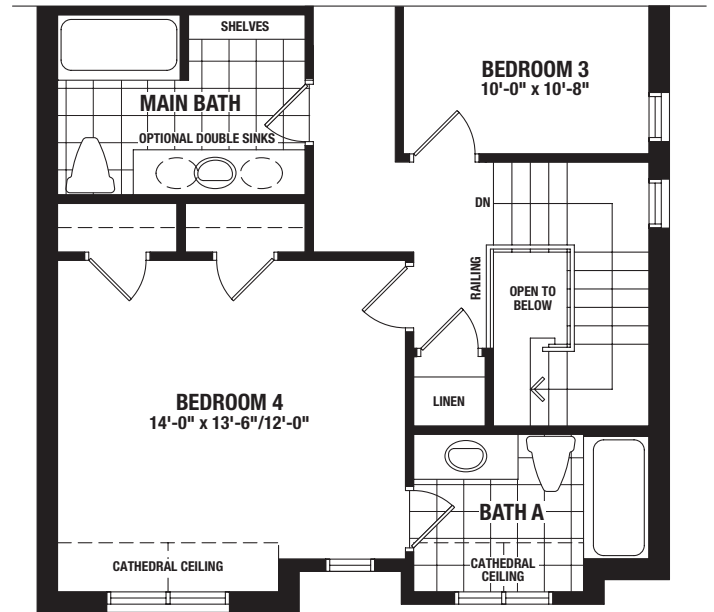 SHELVES
MAIN BATH
OPTIONAL DOUBLE SINKS
BEDROOM 3
10'-0" x 10'-8"
DN
RAILING
OPEN TO
BELOW
LINEN
BEDROOM 4
14'-0" x 13'-6"/12'-0"
BATH A
CATHEDRAL CEILING
CATHEDRAL
CEILING